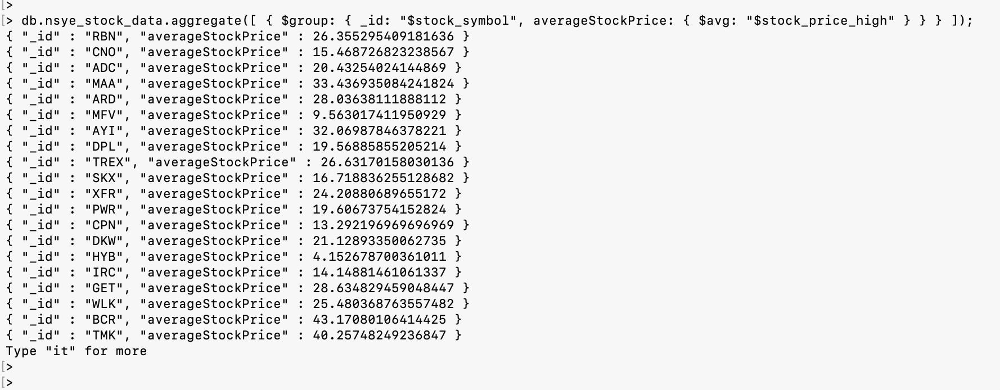 [>
[> db.nsye_stock_data.aggregate([ { $group: { _id: "$stock_symbol", averageStockPrice: { $avg: "$stock_price_high" } } } ]);
{ "_id" : "RBN", "averageStockPrice" : 26.355295409181636 }
{ "_id" : "CNO", "averageStockPrice" : 15.468726823238567 }
{ "_id" : "ADC", "averageStockPrice" : 20.43254024144869 }
{ "_id" : "MAA", "averageStockPrice" : 33.436935084241824 }
{ "_id" : "ARD", "averageStockPrice" : 28.03638111888112 }
{ "_id" : "MFV", "averageStockPrice" : 9.563017411950929 }
{ "_id" : "AYI", "averageStockPrice" : 32.06987846378221 }
{ "_id" : "DPL", "averageStockPrice" : 19.56885855205214 }
{ "_id" : "TREX", "averageStockPrice" : 26.63170158030136 }
{ "_id" : "SKX", "averageStockPrice" : 16.718836255128682 }
{ "_id" : "XFR", "averageStockPrice" : 24.20880689655172 }
{ "_id" : "PWR", "averageStockPrice" : 19.60673754152824 }
{ "_id" : "CPN", "averageStockPrice" : 13.292196969696969 }
{ "_id" : "DKW", "averageStockPrice" : 21.12893350062735 }
{ "_id" : "HYB", "averageStockPrice" : 4.152678700361011 }
{ "_id" : "IRC", "averageStockPrice" : 14.14881461061337 }
{ "_id" : "GET", "averageStockPrice" : 28.634829459048447 }
{ "_id" : "WLK", "averageStockPrice" : 25.480368763557482 }
{ "_id" : "BCR", "averageStockPrice" : 43.17080106414425 }
{ "_id" : "TMK", "averageStockPrice" : 40.25748249236847 }
Type "it" for more
[>
[>